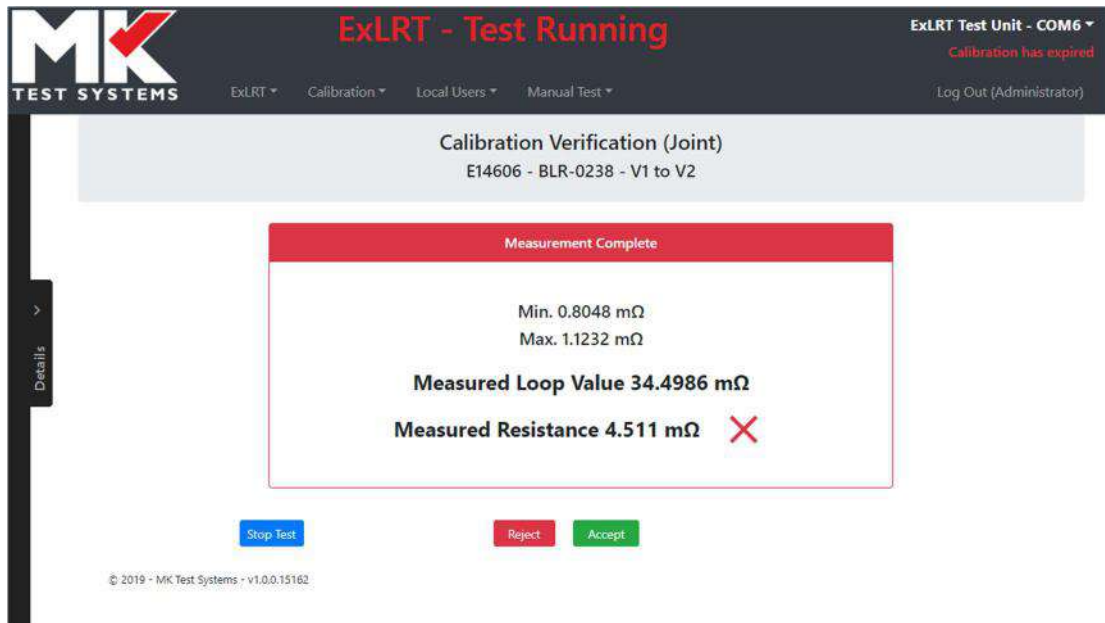 MK
TEST SYSTEMS
ExLRT - Test Running
ExLRT Test Unit - COM6
Calibration has expired
ExLRT Calibration Local Users Manual Test Log Out (Administrator)
Calibration Verification (Joint)
E14606 - BLR-0238 - V1 to V2
Measurement Complete
Min. 0.8048 mΩ
Max. 1.1232 mΩ
Details
Measured Loop Value 34.4986 mΩ
Measured Resistance 4.511 mΩ
Stop Test Reject Accept
© 2019 - MK Test Systems - v1.0.0.15162